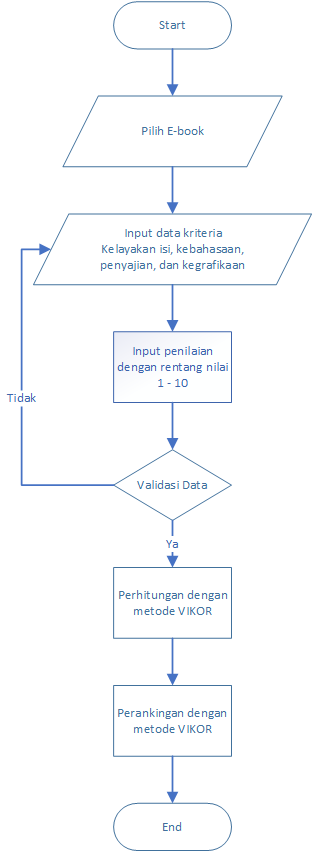 Start
Pilih E-book
Input data kriteria
Kelayakan isi, kebahasaan,
penyajian, dan kegrafikaan
Input penilaian
dengan rentang nilai
1 - 10
Tidak
Validasi Data
Ya
Perhitungan dengan
metode VIKOR
Perankingan dengan
metode VIKOR
End